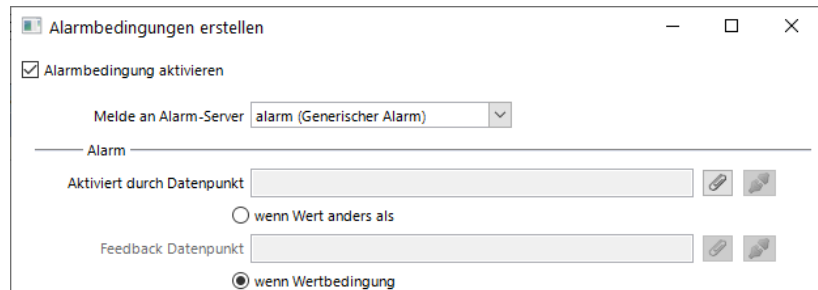 Alarmbedingungen erstellen
Alarmbedingung aktivieren
Melde an Alarm-Server alarm (Generischer Alarm)
Alarm
Aktiviert durch Datenpunkt
wenn Wert anders als
Feedback Datenpunkt
wenn Wertbedingung